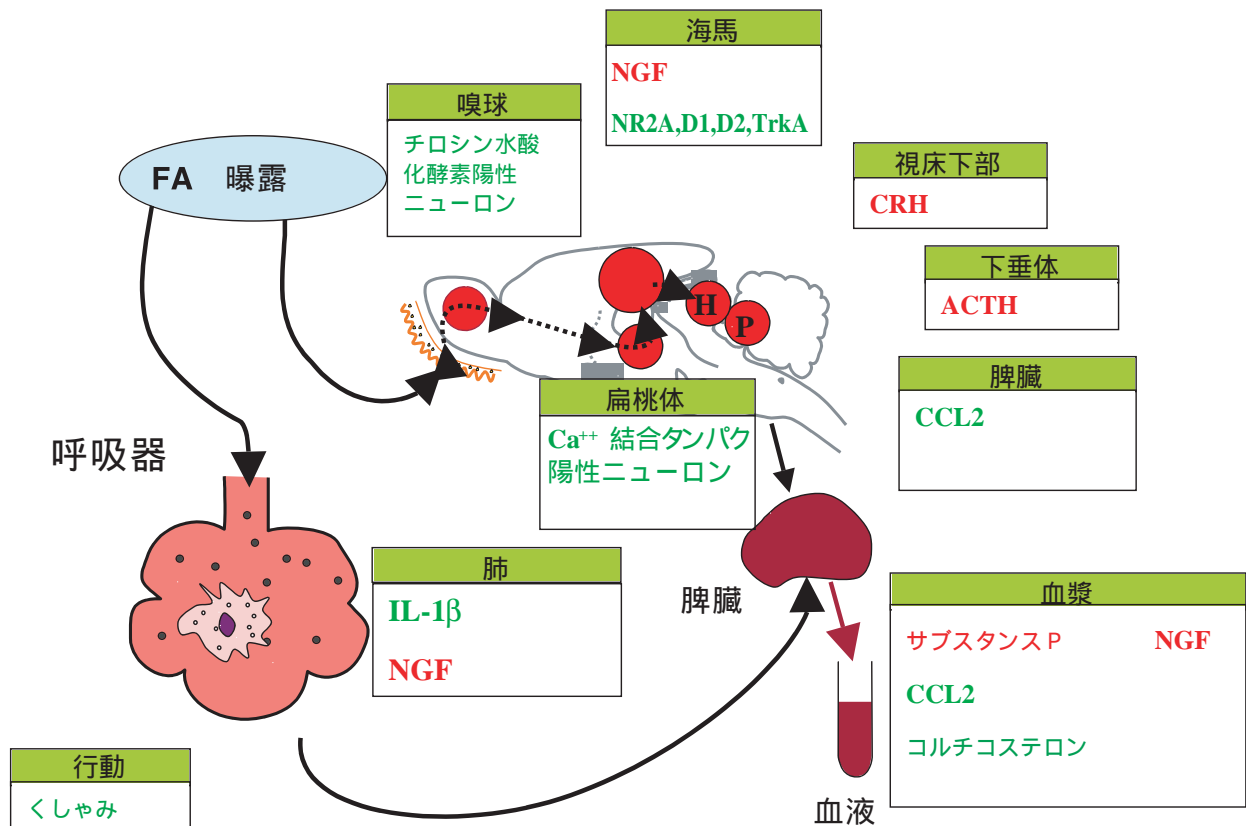 海馬
NGF
NR2A,D1,D2,TrkA
嗅球
チロシン水酸
化酵素陽性
ニューロン
FA 曝露
視床下部
CRH
下垂体
ACTH
H
P
脾臓
CCL2
扁桃体
Ca⁺⁺ 結合タンパク
陽性ニューロン
呼吸器
肺
IL-1β
NGF
脾臓
血漿
サブスタンスP NGF
CCL2
コルチコステロン
血液
行動
くしゃみ